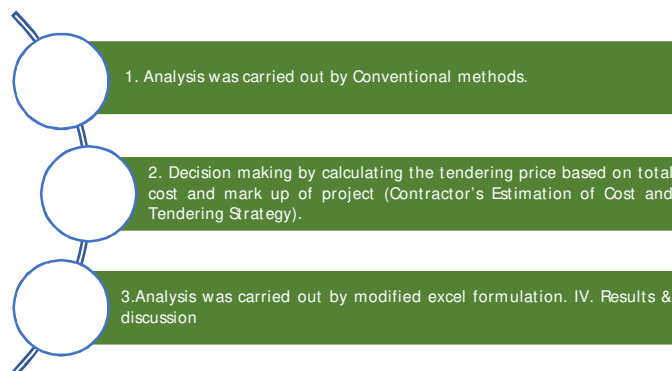 1. Analysis was carried out by Conventional methods.
2. Decision making by calculating the tendering price based on total
cost and mark up of project (Contractor's Estimation of Cost and
Tendering Strategy).
3.Analysis was carried out by modified excel formulation. IV. Results &
discussion